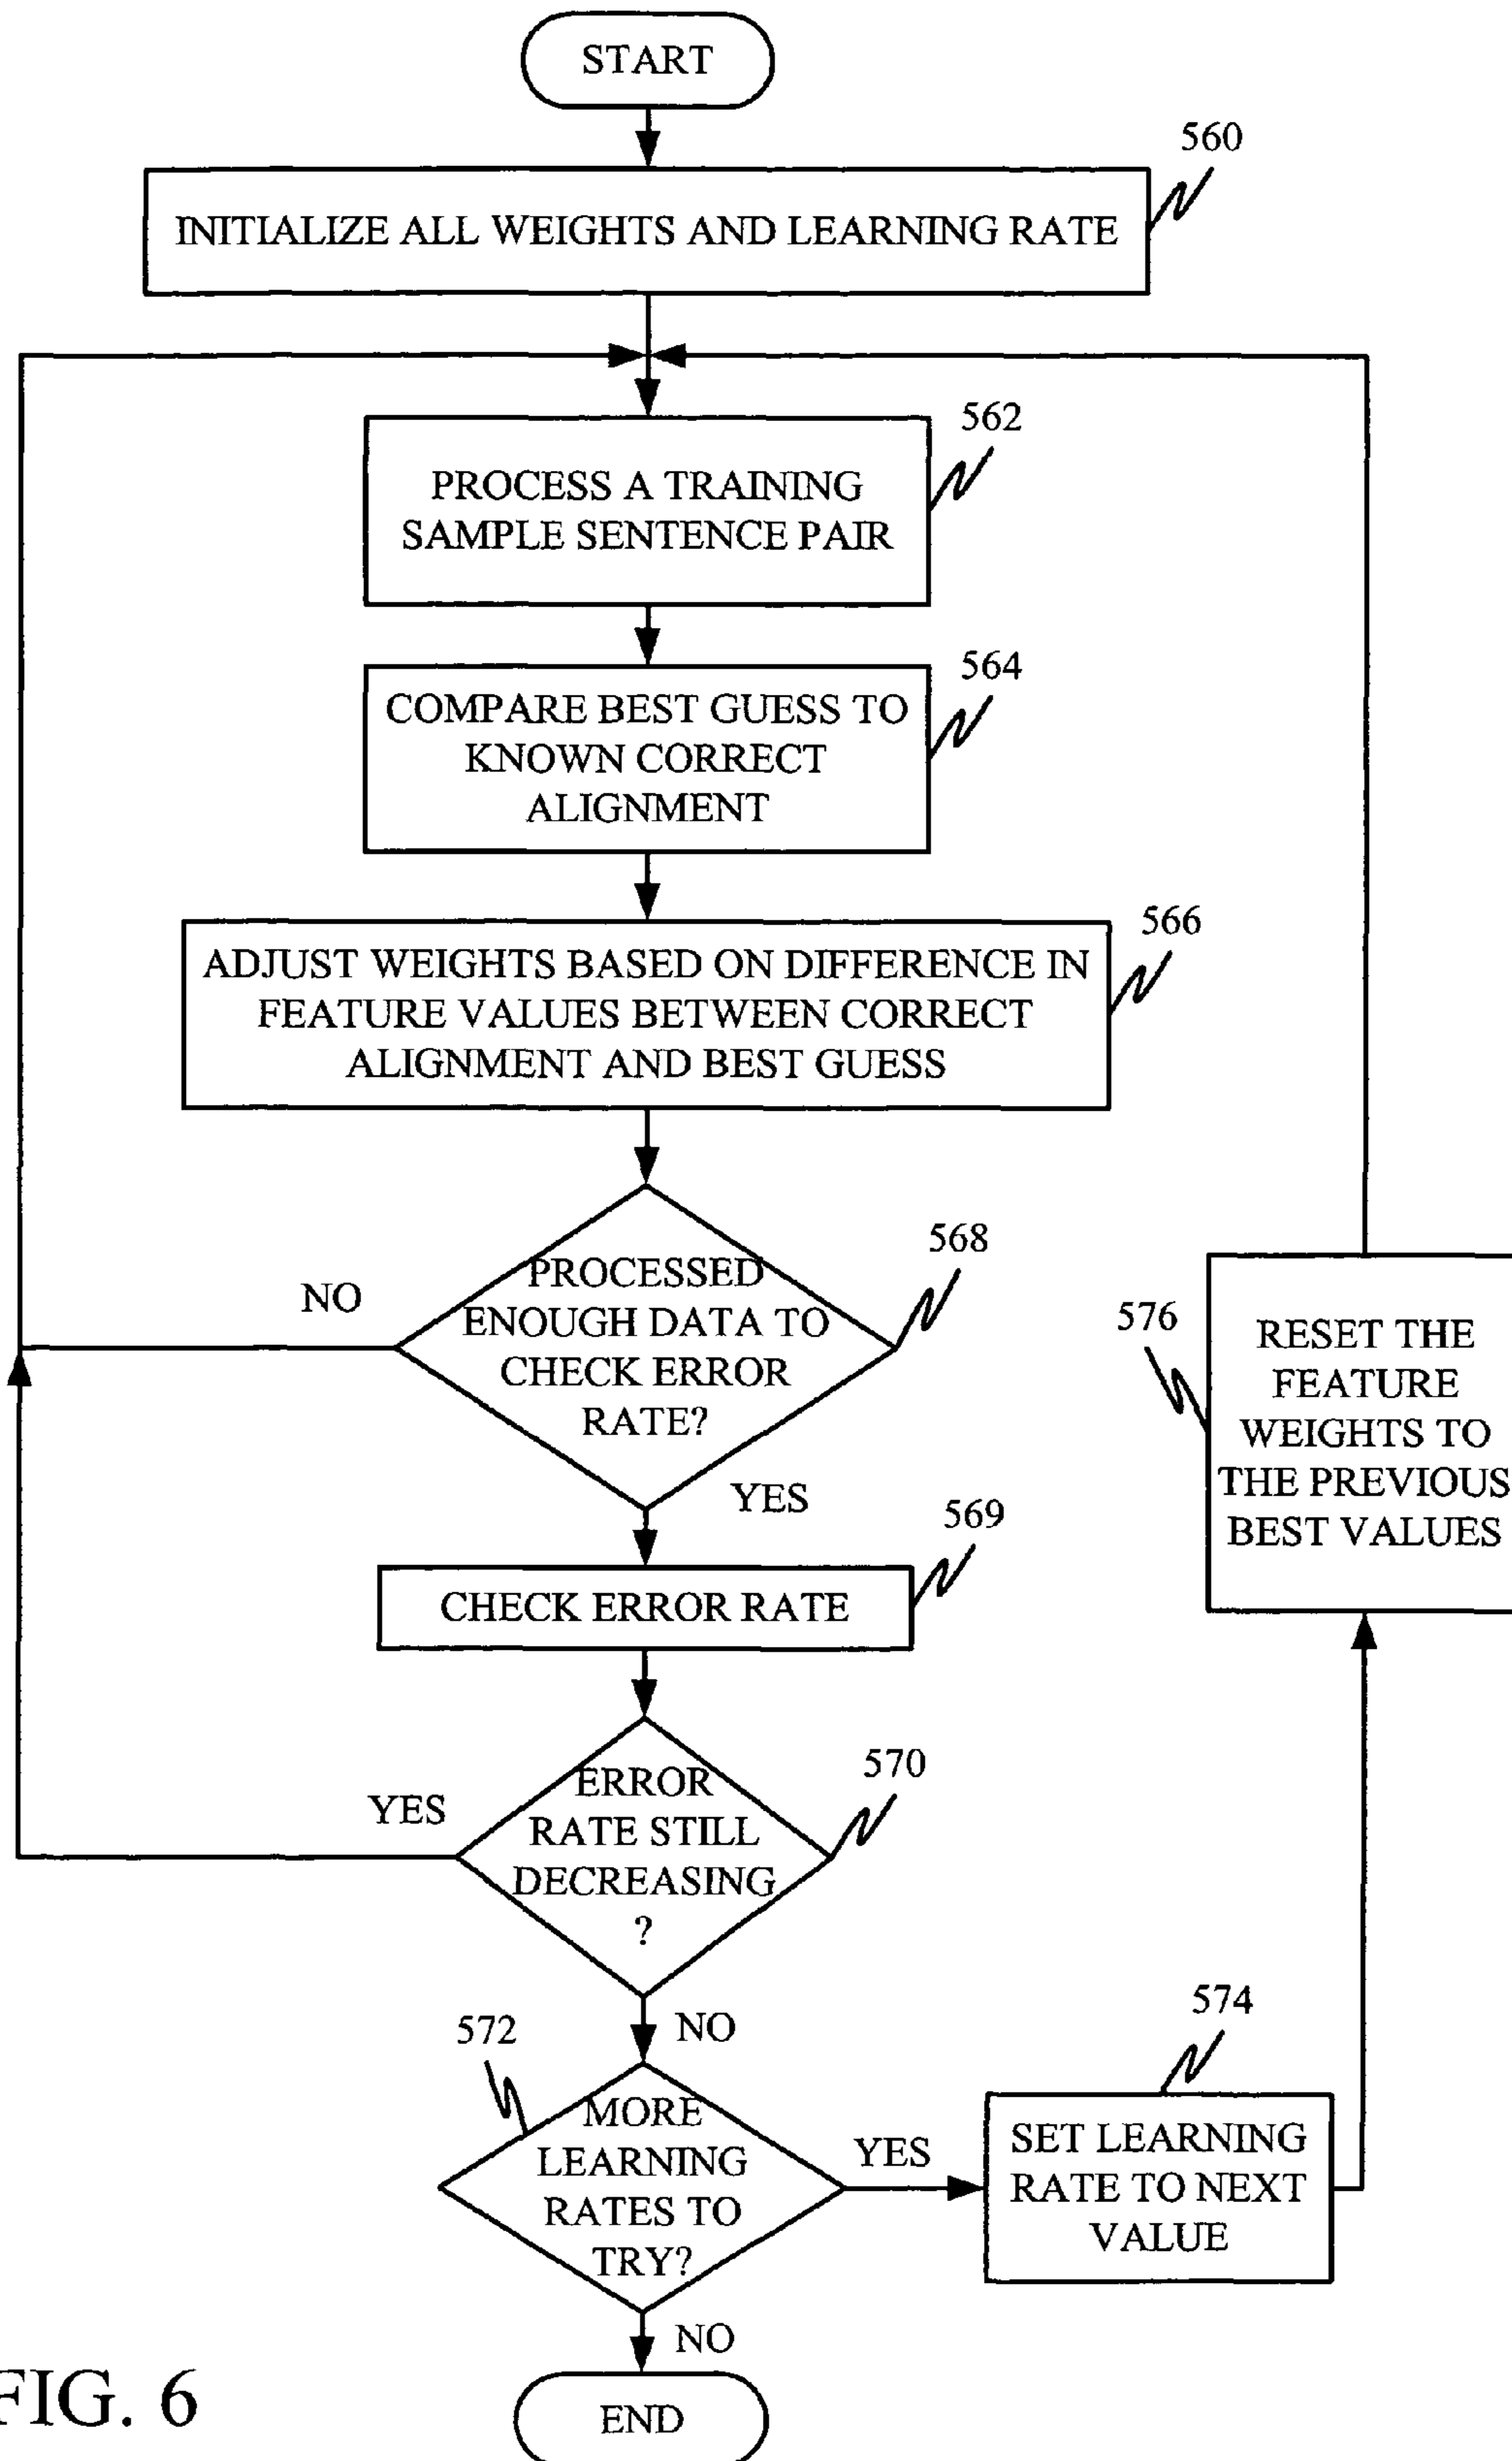 START
560
INITIALIZE ALL WEIGHTS AND LEARNING RATE
562
PROCESS A TRAINING
SAMPLE SENTENCE PAIR
564
COMPARE BEST GUESS TO
KNOWN CORRECT
ALIGNMENT
566
ADJUST WEIGHTS BASED ON DIFFERENCE IN
FEATURE VALUES BETWEEN CORRECT
ALIGNMENT AND BEST GUESS
568
PROCESSED
ENOUGH DATA TO
CHECK ERROR
RATE?
NO
YES
576
RESET THE
FEATURE
WEIGHTS TO
THE PREVIOUS
BEST VALUES
569
CHECK ERROR RATE
570
ERROR
RATE STILL
DECREASING
?
YES
NO
572
MORE
LEARNING
RATES TO
TRY?
YES
574
SET LEARNING
RATE TO NEXT
VALUE
NO
END
FIG. 6